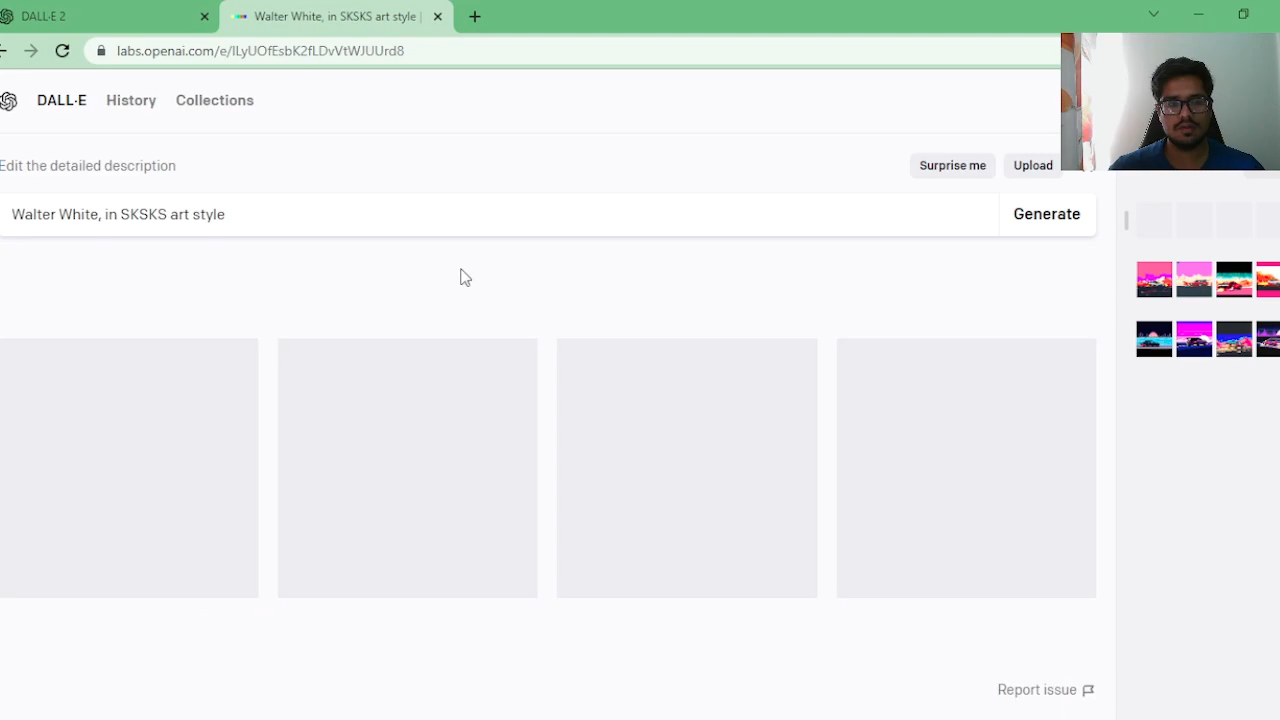 DALL·E 2
Walter White, in SKSKS art style |
labs.openai.com/e/lLyUOfEsbK2fLDvVtWJUUrd8
DALL·E History Collections
Edit the detailed description
Surprise me Upload
Walter White, in SKSKS art style
Generate
Report issue